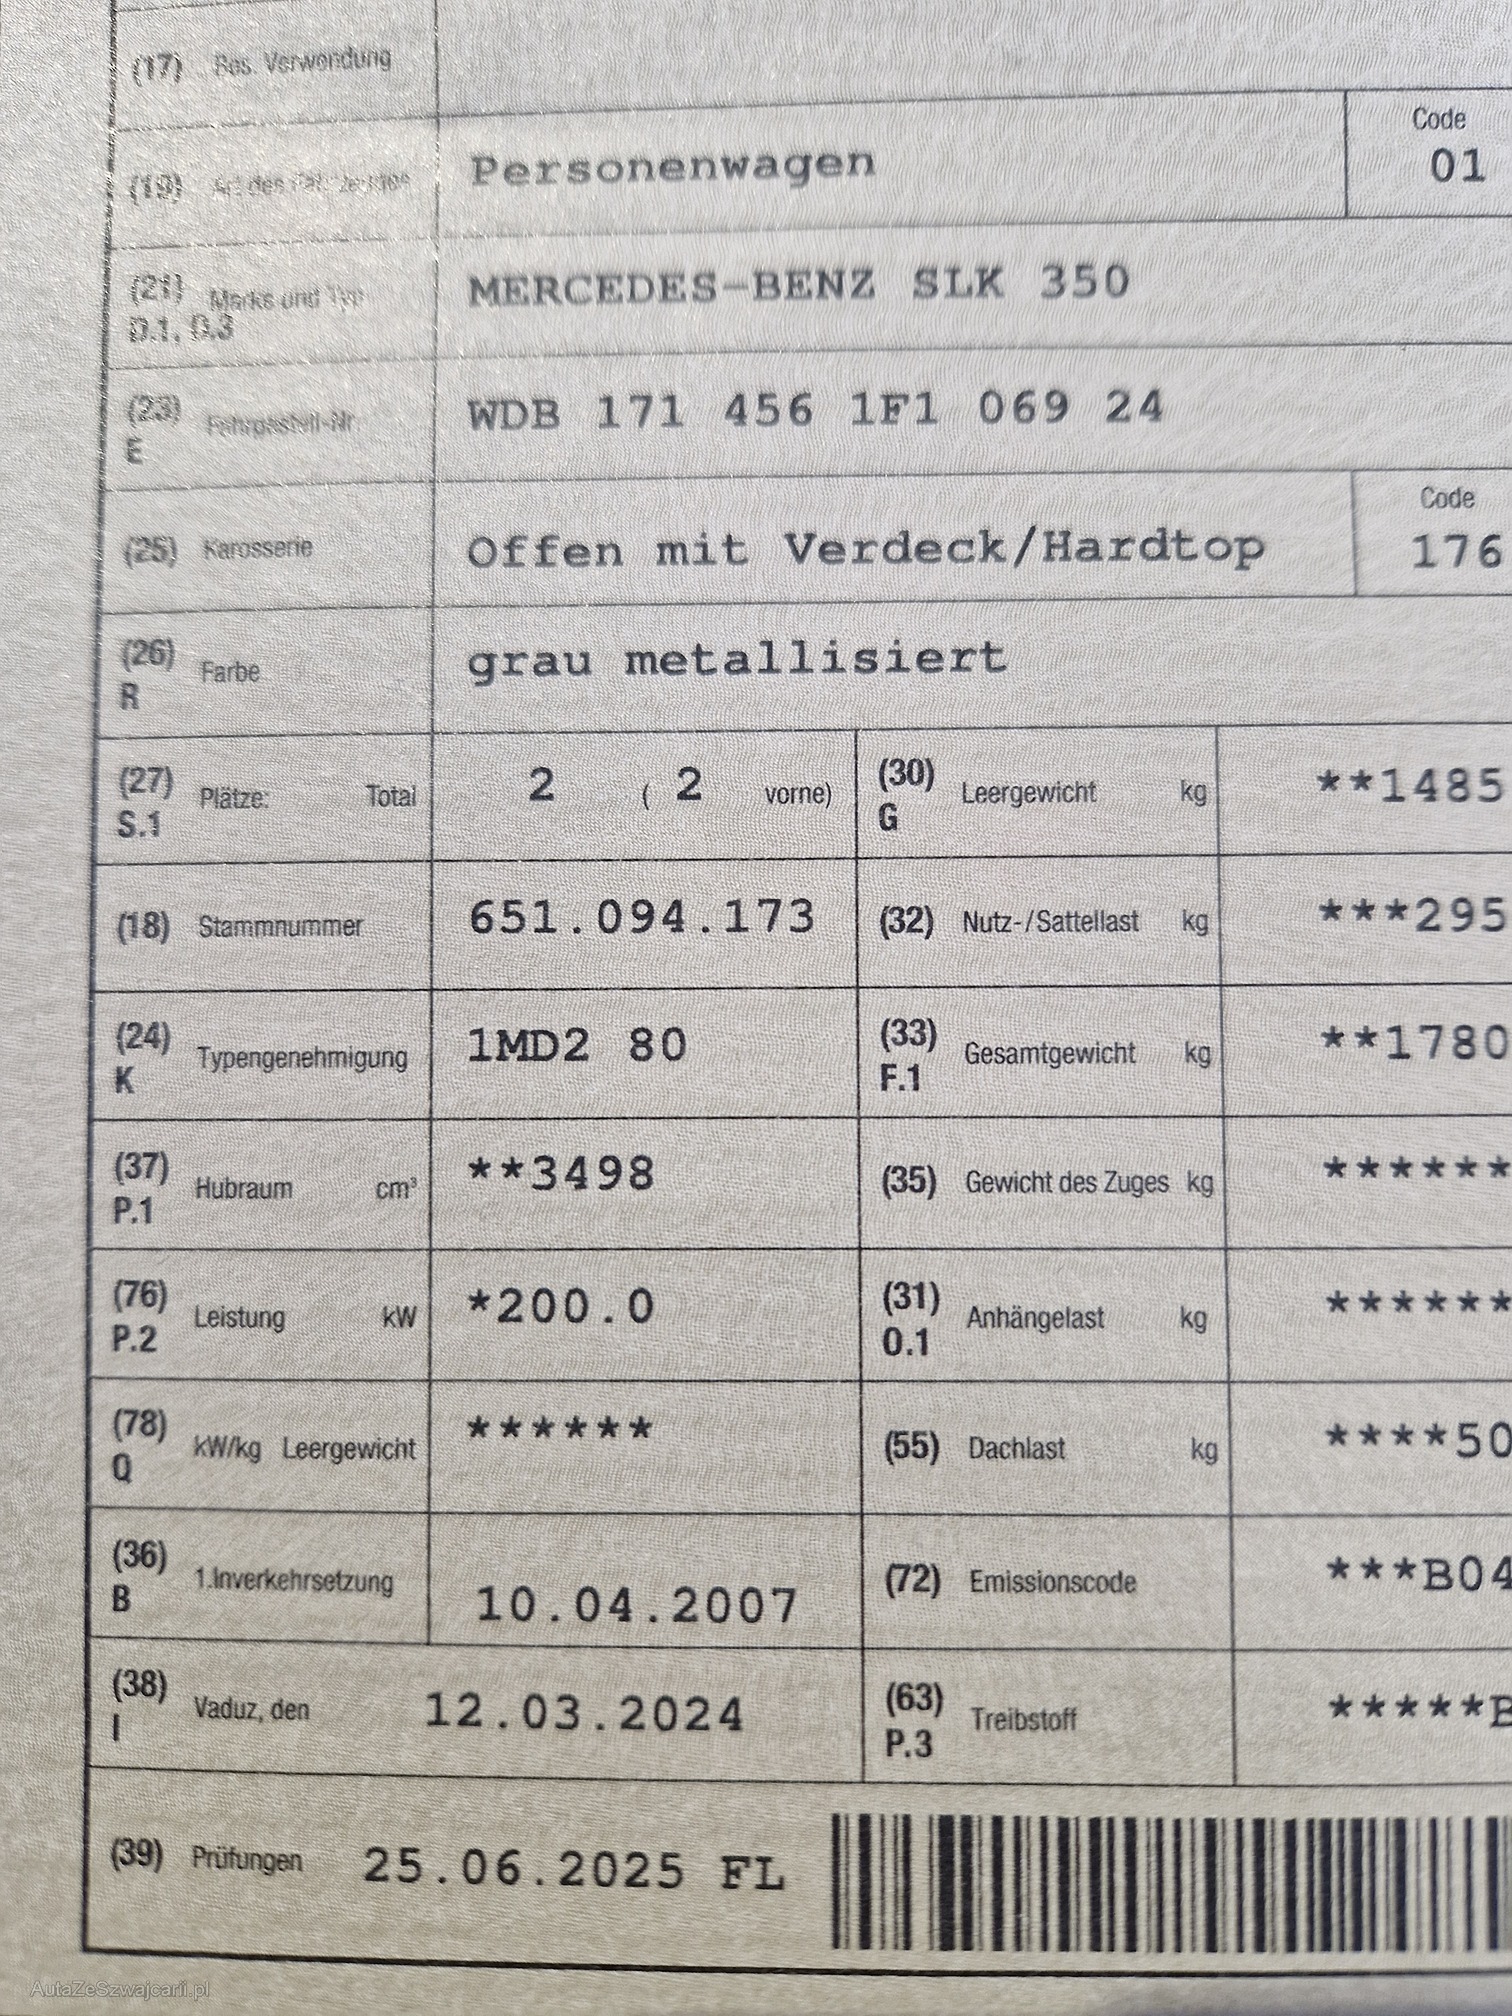 (17) Bes. Verwendung
Code
(19) Art des Fahrzeuges Personenwagen 01
(21) Marke und Typ MERCEDES-BENZ SLK 350
D.1, D.3
(23) Fahrgestell-Nr. WDB 171 456 1F1 069 24
E
Code
(25) Karosserie Offen mit Verdeck/Hardtop 176
(26) Farbe grau metallisiert
R
(27) Plätze: Total 2 ( 2 vorne) (30) Leergewicht kg **1485
S.1 G
(18) Stammnummer 651.094.173 (32) Nutz-/Sattellast kg ***295
(24) Typengenehmigung 1MD2 80 (33) Gesamtgewicht kg **1780
K F.1
(37) Hubraum cm³ **3498 (35) Gewicht des Zuges kg ******
P.1
(76) Leistung kW *200.0 (31) Anhängelast kg ******
P.2 O.1
(78) kW/kg Leergewicht ****** (55) Dachlast kg ****50
Q
(36) 1.Inverkehrsetzung 10.04.2007 (72) Emissionscode ***B04
B
(38) Vaduz, den 12.03.2024 (63) Treibstoff *****B
I P.3
(39) Prüfungen 25.06.2025 FL
AutaZeSzwajcarii.pl